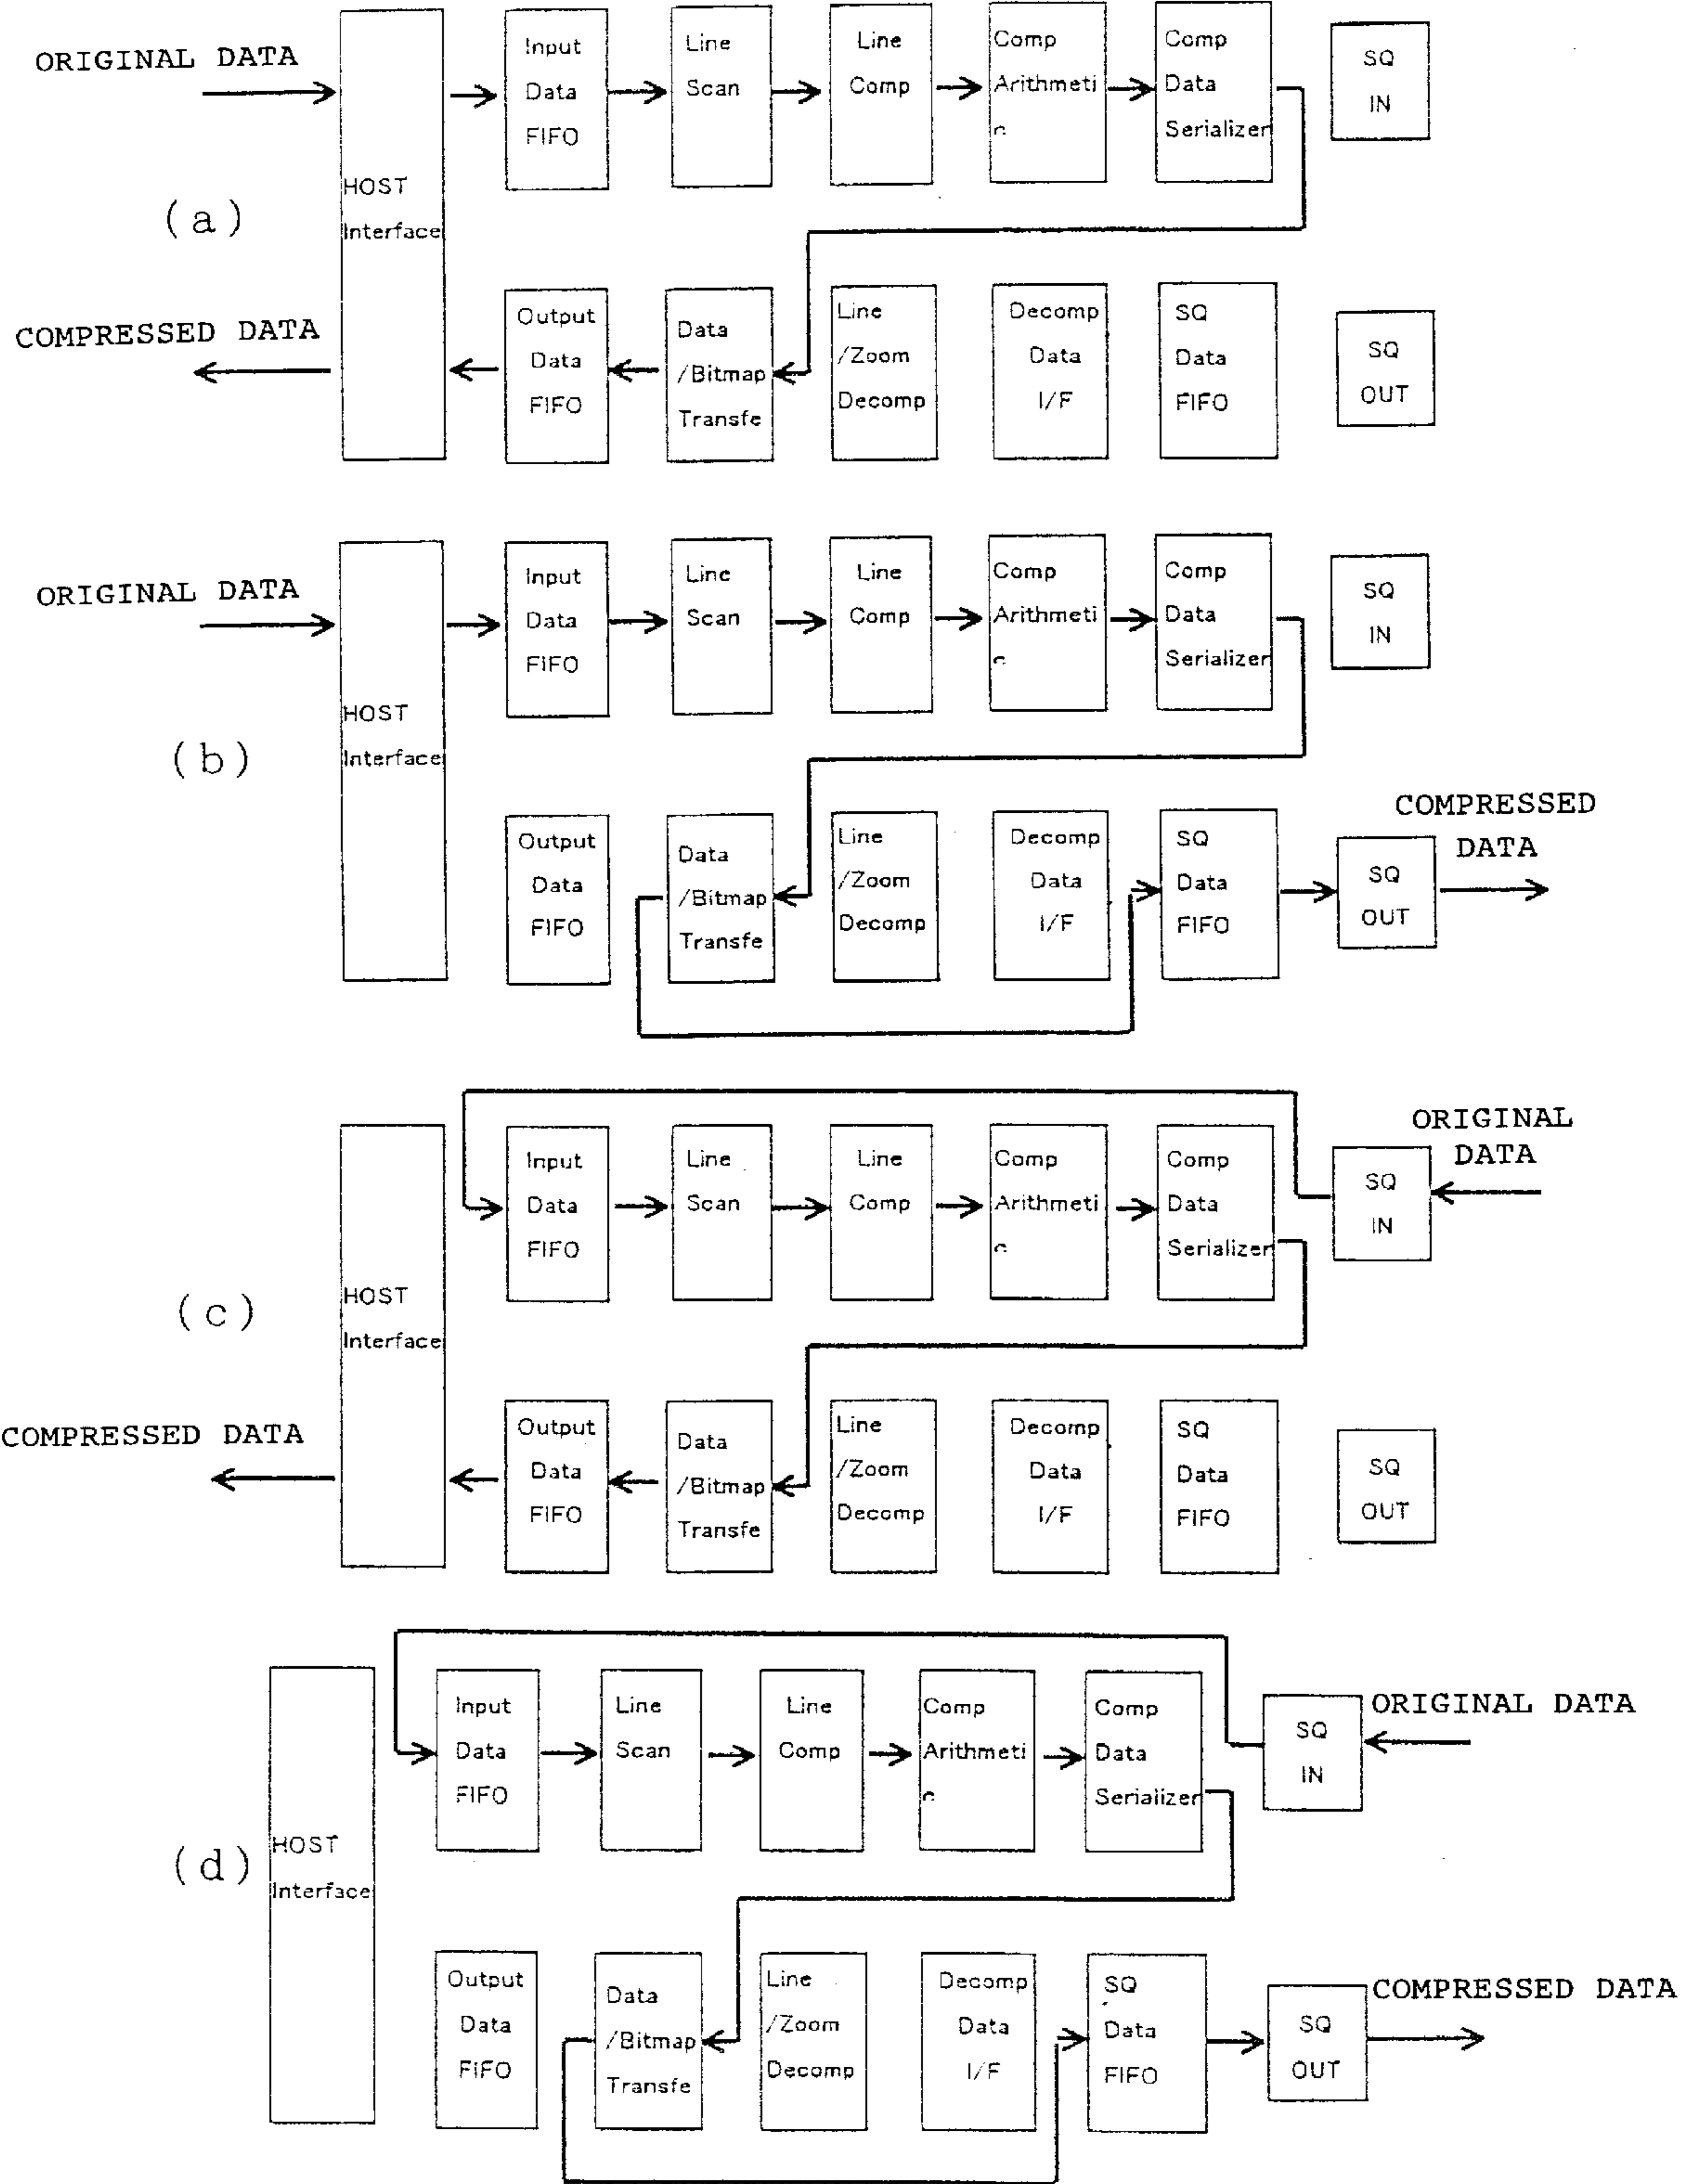 ORIGINAL DATA
(a)
HOST
Interface
Input
Data
FIFO
Line
Scan
Line
Comp
Comp
Arithmeti
c
Comp
Data
Serializer
SQ
IN
COMPRESSED DATA
Output
Data
FIFO
Data
/Bitmap
Transfe
Line
/Zoom
Decomp
Decomp
Data
I/F
SQ
Data
FIFO
SQ
OUT
ORIGINAL DATA
(b)
HOST
Interface
Input
Data
FIFO
Line
Scan
Line
Comp
Comp
Arithmeti
c
Comp
Data
Serializer
SQ
IN
Output
Data
FIFO
Data
/Bitmap
Transfe
Line
/Zoom
Decomp
Decomp
Data
I/F
SQ
Data
FIFO
SQ
OUT
COMPRESSED
DATA
(c)
HOST
Interface
Input
Data
FIFO
Line
Scan
Line
Comp
Comp
Arithmeti
c
Comp
Data
Serializer
SQ
IN
ORIGINAL
DATA
COMPRESSED DATA
Output
Data
FIFO
Data
/Bitmap
Transfe
Line
/Zoom
Decomp
Decomp
Data
I/F
SQ
Data
FIFO
SQ
OUT
(d)
HOST
Interface
Input
Data
FIFO
Line
Scan
Line
Comp
Comp
Arithmeti
c
Comp
Data
Serializer
SQ
IN
ORIGINAL DATA
Output
Data
FIFO
Data
/Bitmap
Transfe
Line
/Zoom
Decomp
Decomp
Data
I/F
SQ
Data
FIFO
SQ
OUT
COMPRESSED DATA